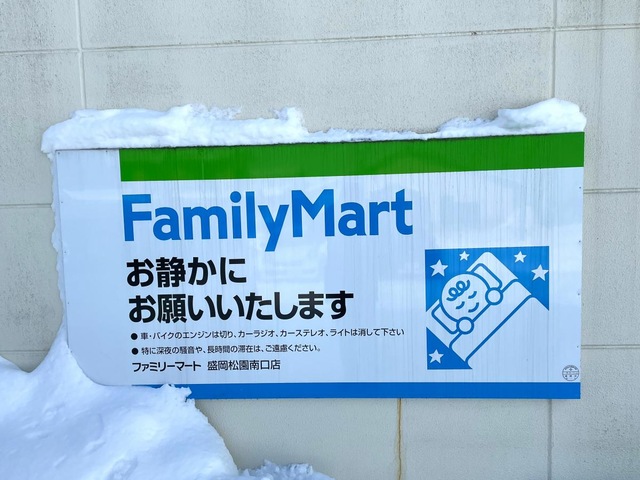 FamilyMart
お静かに
お願いいたします
● 車・バイクのエンジンは切り、カーラジオ、カーステレオ、ライトは消して下さい
● 特に深夜の騒音や、長時間の滞在は、ご遠慮ください。
ファミリーマート 盛岡松園南口店